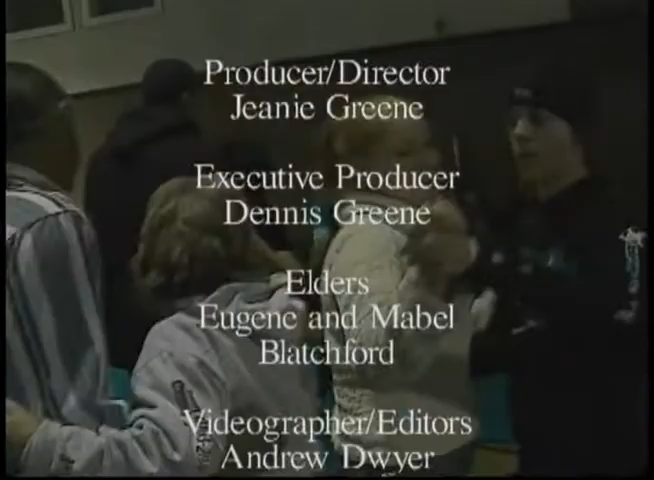 Producer/Director
Jeanie Greene
Executive Producer
Dennis Greene
Elders
Eugene and Mabel
Blatchford
Videographer/Editors
Andrew Dwyer